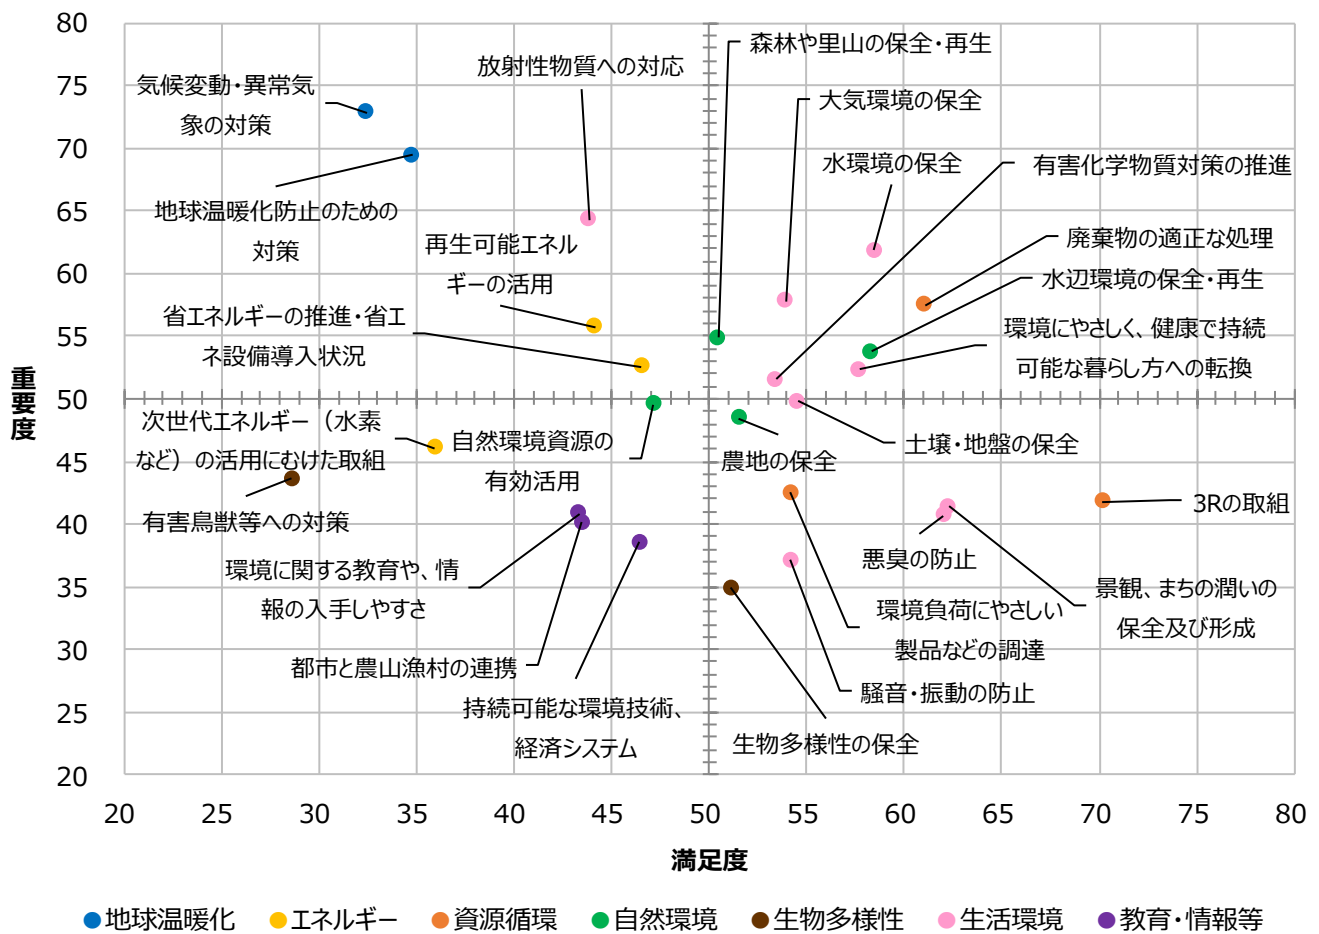 80
75
70
65
60
55
50
45
40
35
30
25
20
20
25
30
35
40
45
50
55
60
65
70
75
80
重要度
満足度
森林や里山の保全・再生
放射性物質への対応
気候変動・異常気
象の対策
大気環境の保全
水環境の保全
有害化学物質対策の推進
地球温暖化防止のための
対策
再生可能エネル
ギーの活用
廃棄物の適正な処理
水辺環境の保全・再生
省エネルギーの推進・省エ
ネ設備導入状況
環境にやさしく、健康で持続
可能な暮らし方への転換
次世代エネルギー（水素
など）の活用にむけた取組
自然環境資源の
有効活用
農地の保全
土壌・地盤の保全
有害鳥獣等への対策
3Rの取組
悪臭の防止
環境に関する教育や、情
報の入手しやすさ
環境負荷にやさしい
製品などの調達
景観、まちの潤いの
保全及び形成
都市と農山漁村の連携
騒音・振動の防止
持続可能な環境技術、
経済システム
生物多様性の保全
地球温暖化
エネルギー
資源循環
自然環境
生物多様性
生活環境
教育・情報等